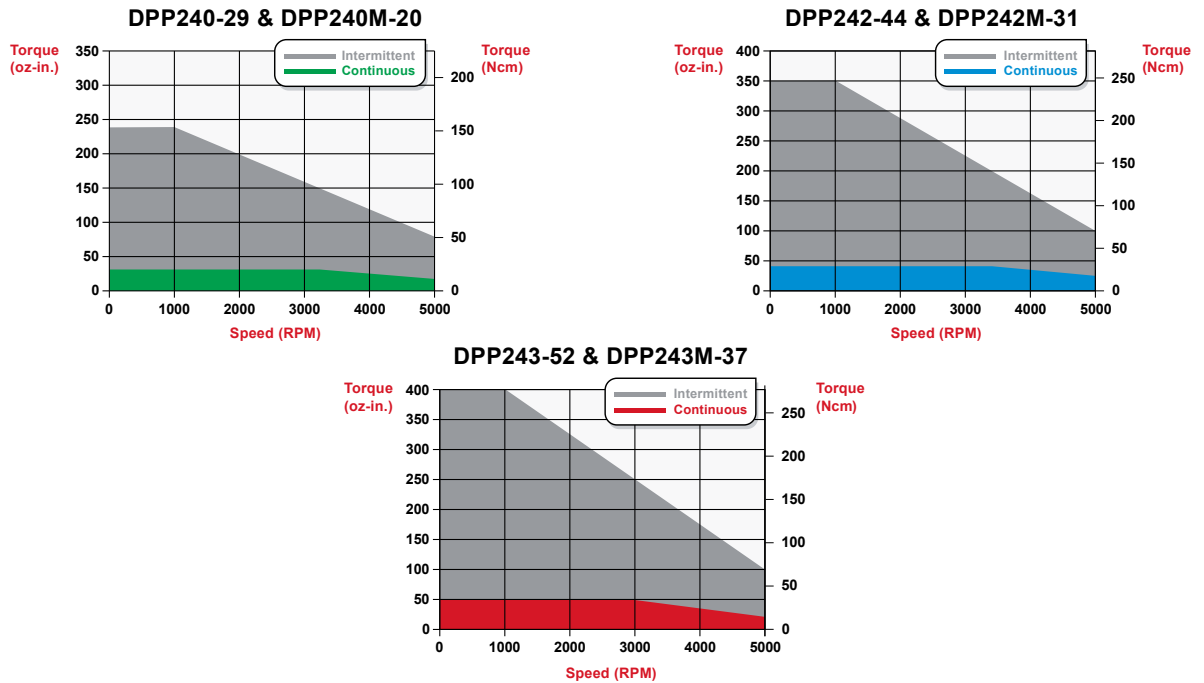 DPP240-29 & DPP240M-20
Torque
(oz-in.)
Torque
(Ncm)
Intermittent
Continuous
350
300
250
200
150
100
50
0
200
150
100
50
0
0 1000 2000 3000 4000 5000
Speed (RPM)
DPP242-44 & DPP242M-31
Torque
(oz-in.)
Torque
(Ncm)
Intermittent
Continuous
400
350
300
250
200
150
100
50
0
250
200
150
100
50
0
0 1000 2000 3000 4000 5000
Speed (RPM)
DPP243-52 & DPP243M-37
Torque
(oz-in.)
Torque
(Ncm)
Intermittent
Continuous
400
350
300
250
200
150
100
50
0
250
200
150
100
50
0
0 1000 2000 3000 4000 5000
Speed (RPM)